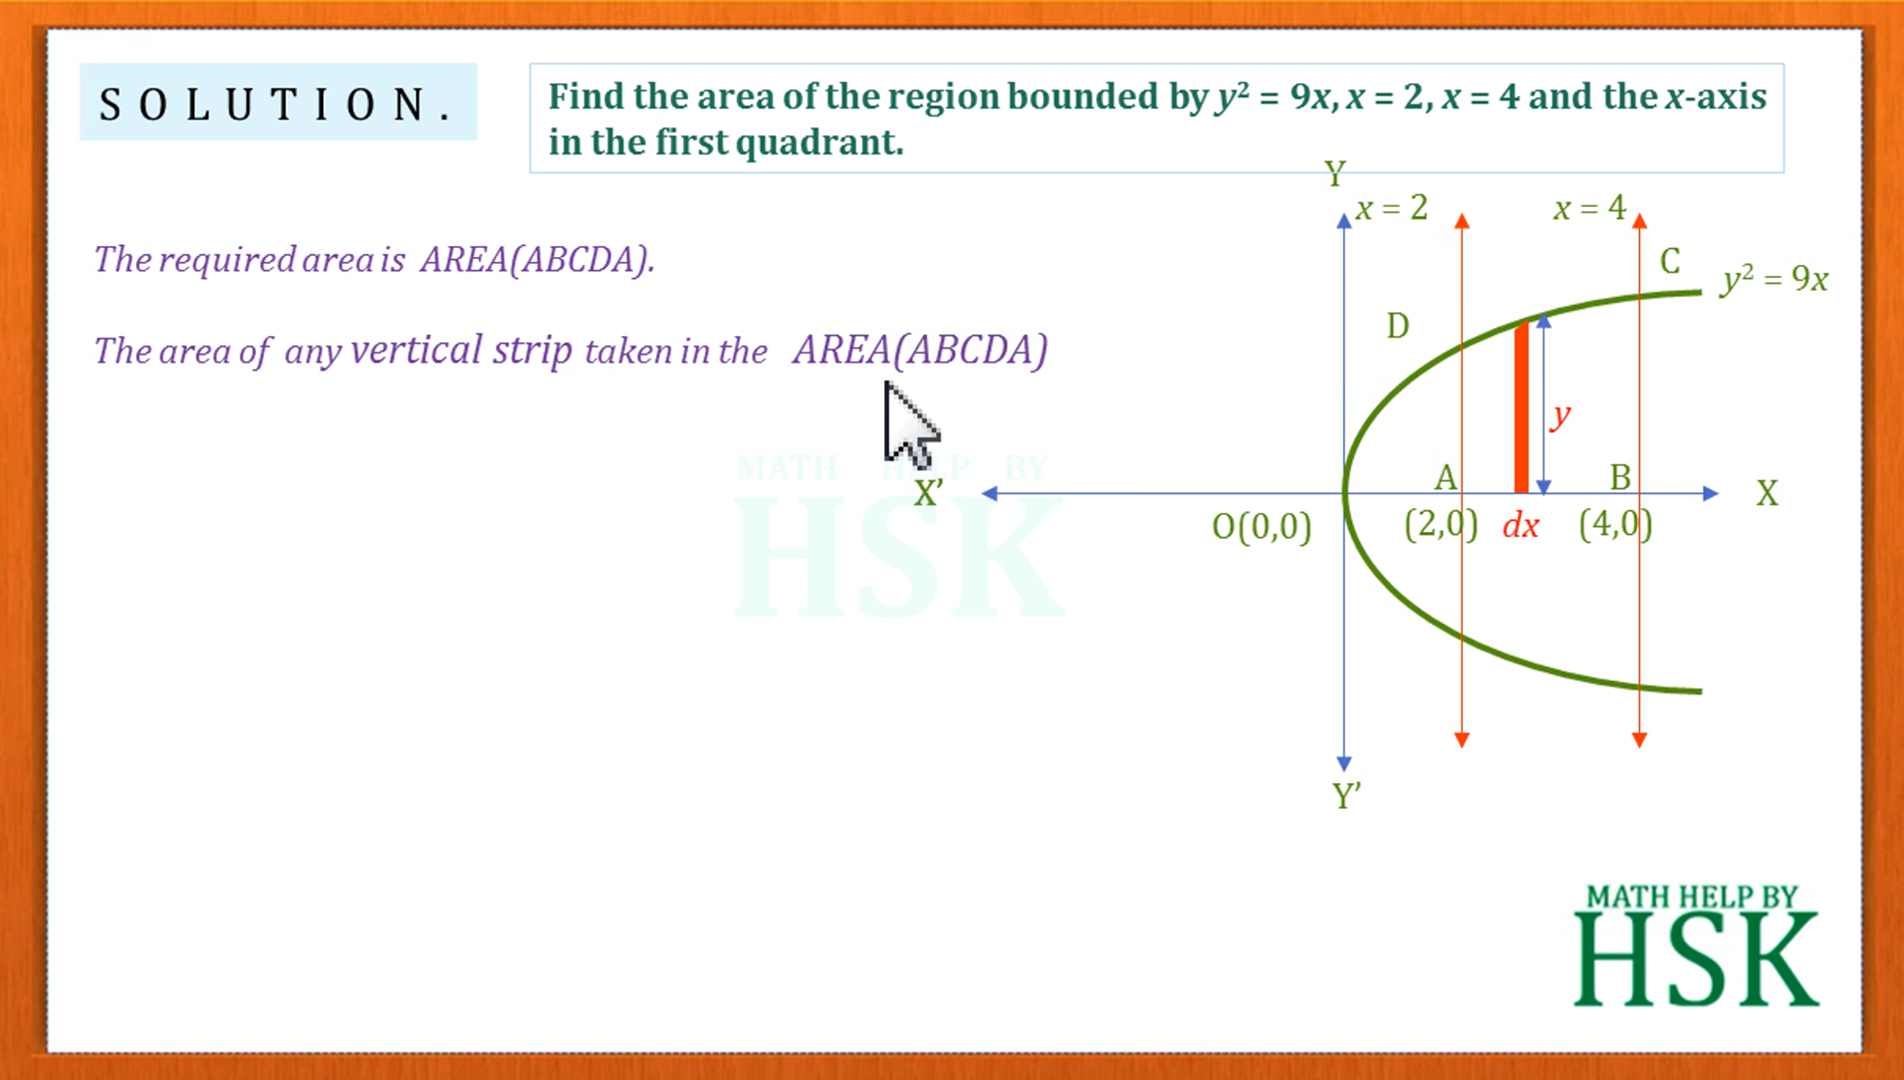 SOLUTION.
Find the area of the region bounded by y² = 9x, x = 2, x = 4 and the x-axis
in the first quadrant.
Y
x = 2
x = 4
C
y² = 9x
The required area is AREA(ABCDA).
D
The area of any vertical strip taken in the AREA(ABCDA)
y
MATH HELP BY
HSK
A
B
X’
X
O(0,0)
(2,0)
dx
(4,0)
Y’
MATH HELP BY
HSK